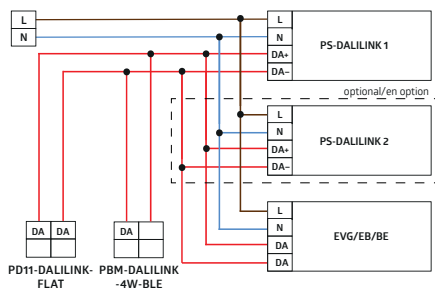 L
N
L
N
DA+
DA−
PS-DALILINK 1
optional/en option
L
N
DA+
DA−
PS-DALILINK 2
L
N
DA
DA
EVG/EB/BE
DA DA
DA
PD11-DALILINK-
FLAT
PBM-DALILINK
-4W-BLE